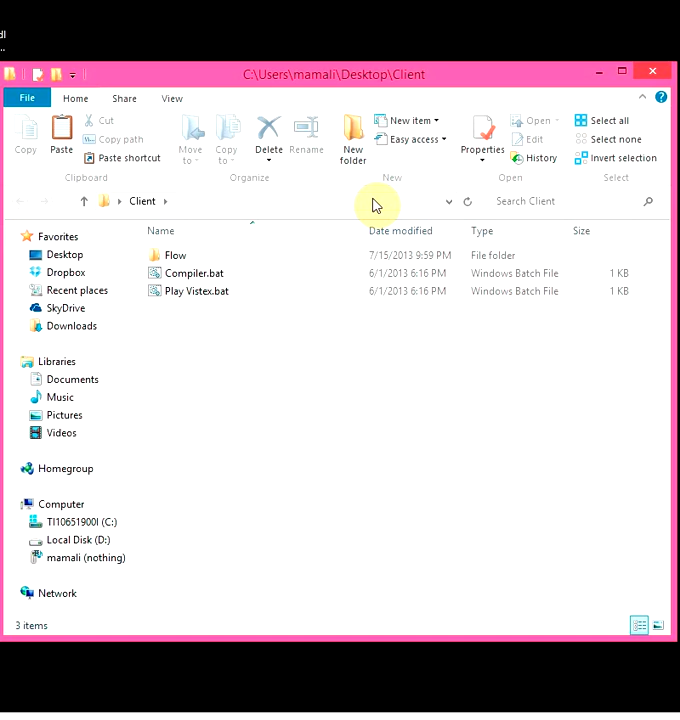 dl
..
C:\Users\mamali\Desktop\Client
File Home Share View
Copy Paste Cut Copy path Paste shortcut
Clipboard
Move to Copy to Delete Rename
Organize
New folder New item Easy access
New
Properties Open Edit History
Open
Select all Select none Invert selection
Select
Client
Search Client
Name Date modified Type Size
Flow 7/15/2013 9:59 PM File folder
Compiler.bat 6/1/2013 6:16 PM Windows Batch File 1 KB
Play Vistex.bat 6/1/2013 6:16 PM Windows Batch File 1 KB
Favorites
Desktop
Dropbox
Recent places
SkyDrive
Downloads
Libraries
Documents
Music
Pictures
Videos
Homegroup
Computer
TI10651900I (C:)
Local Disk (D:)
mamali (nothing)
Network
3 items